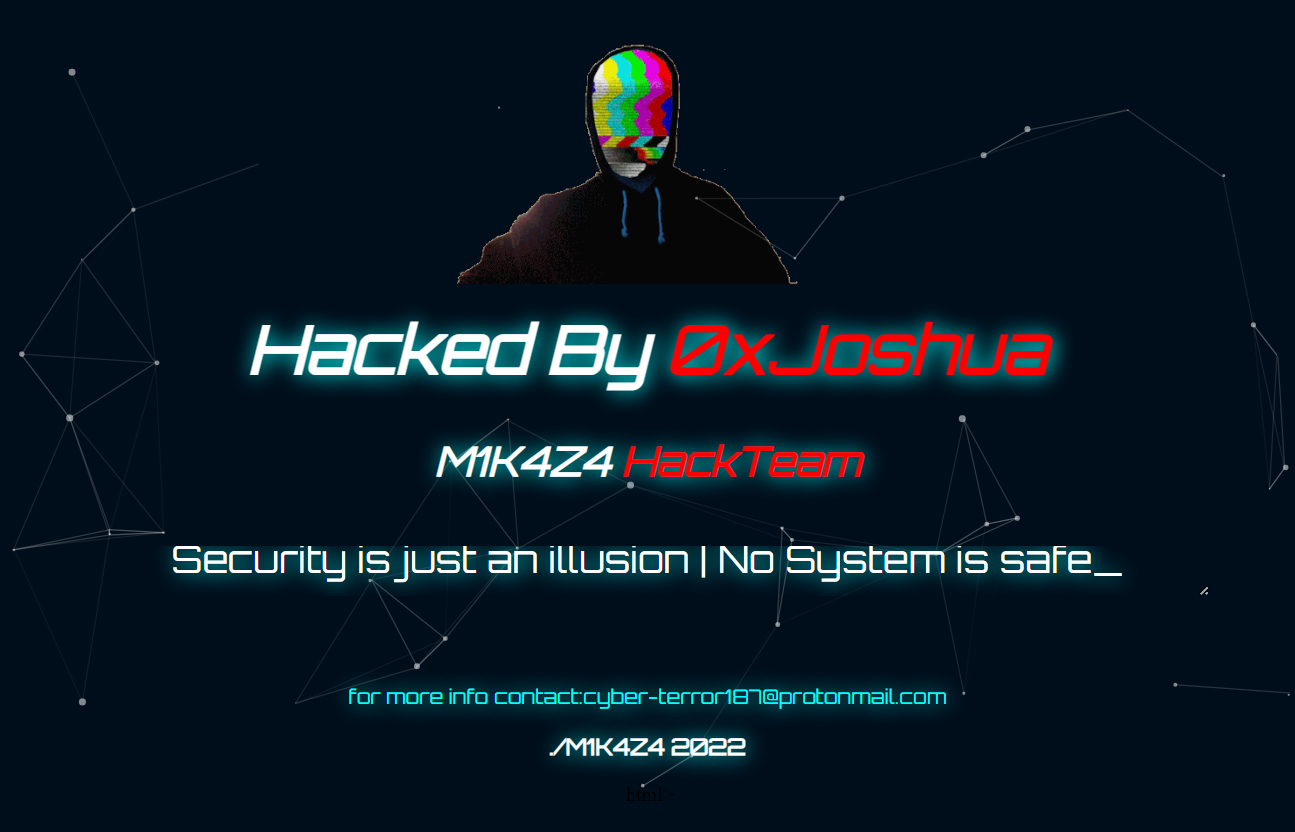 Hacked By 0xJoshua
M1K4Z4 HackTeam
Security is just an illusion | No System is safe_
for more info contact:cyber-terror187@protonmail.com
./M1K4Z4 2022
html>